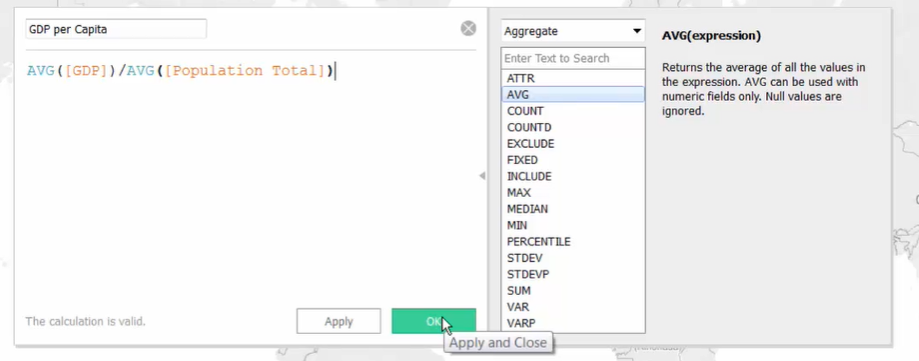 GDP per Capita
AVG([GDP])/AVG([Population Total])
The calculation is valid.
Apply
OK
Apply and Close
Aggregate
Enter Text to Search
ATTR
AVG
COUNT
COUNTD
EXCLUDE
FIXED
INCLUDE
MAX
MEDIAN
MIN
PERCENTILE
STDEV
STDEVP
SUM
VAR
VARP
AVG(expression)
Returns the average of all the values in
the expression. AVG can be used with
numeric fields only. Null values are
ignored.